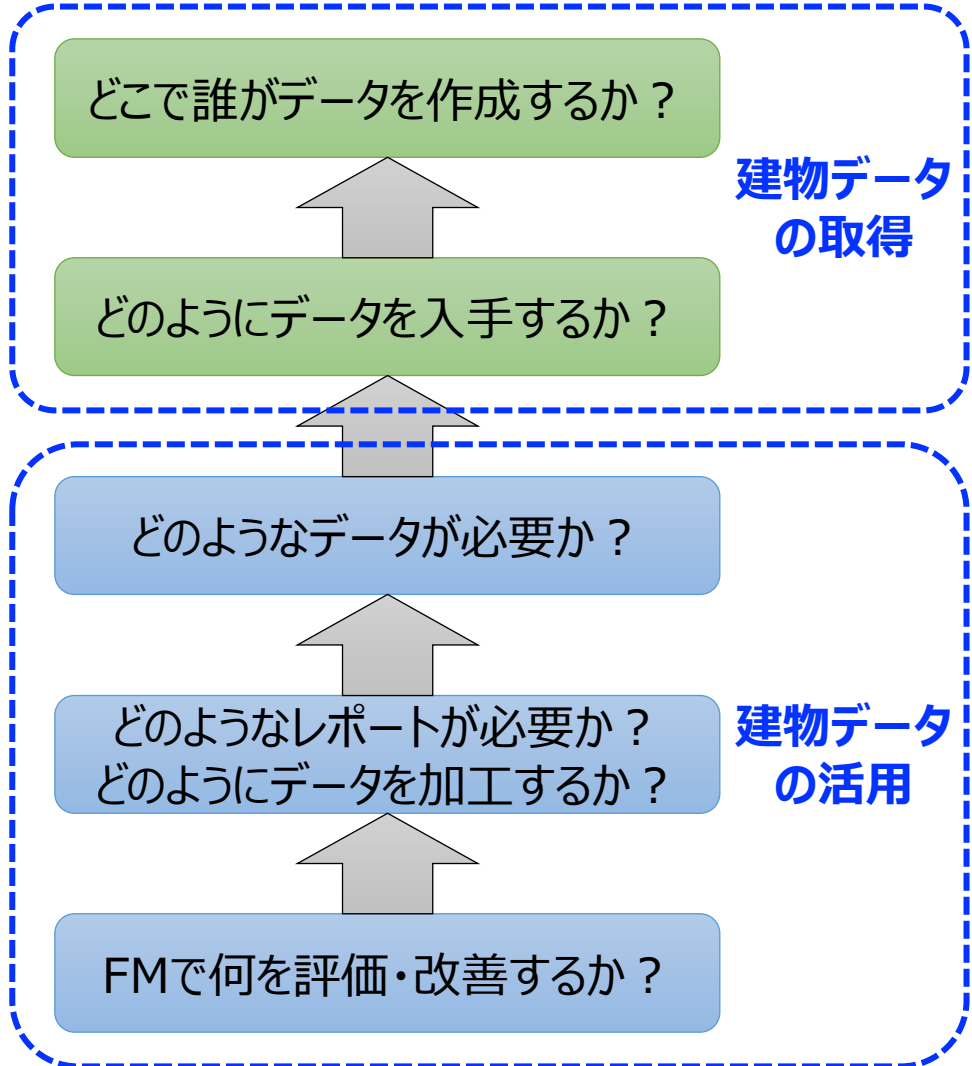 どこで誰がデータを作成するか？
建物データ
の取得
どのようにデータを入手するか？
どのようなデータが必要か？
どのようなレポートが必要か？
どのようにデータを加工するか？
建物データ
の活用
FMで何を評価・改善するか？